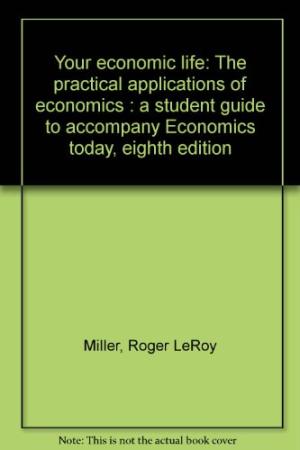 Your economic life: The
practical applications of
economics : a student guide
to accompany Economics
today, eighth edition
Miller, Roger LeRoy
Note: This is not the actual book cover